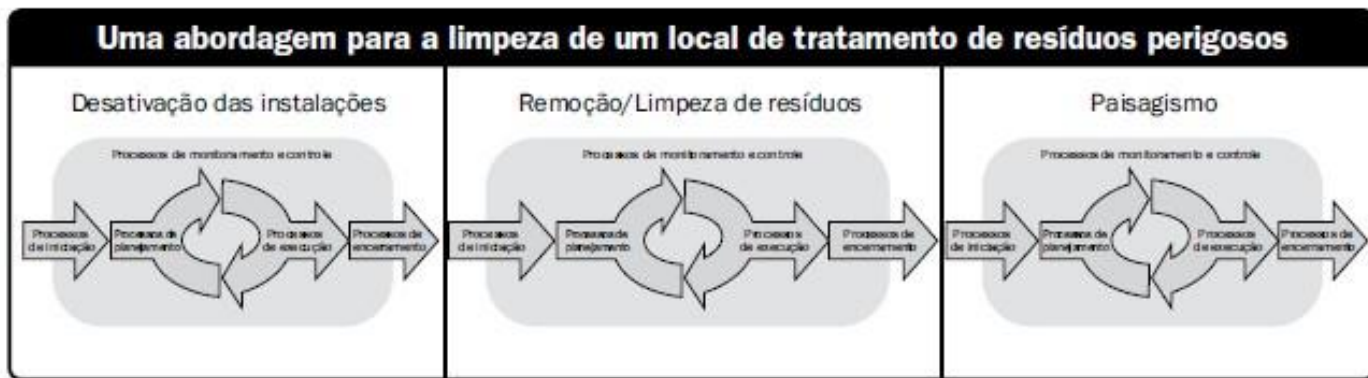 Uma abordagem para a limpeza de um local de tratamento de resíduos perigosos
Desativação das instalações
Processos de monitoramento e controle
Processos
de iniciação
Processos de
planejamento
Processos
de execução
Processos de
encerramento
Remoção/Limpeza de resíduos
Processos de monitoramento e controle
Processos
de iniciação
Processos de
planejamento
Processos
de execução
Processos de
encerramento
Paisagismo
Processos de monitoramento e controle
Processos
de iniciação
Processos de
planejamento
Processos
de execução
Processos de
encerramento